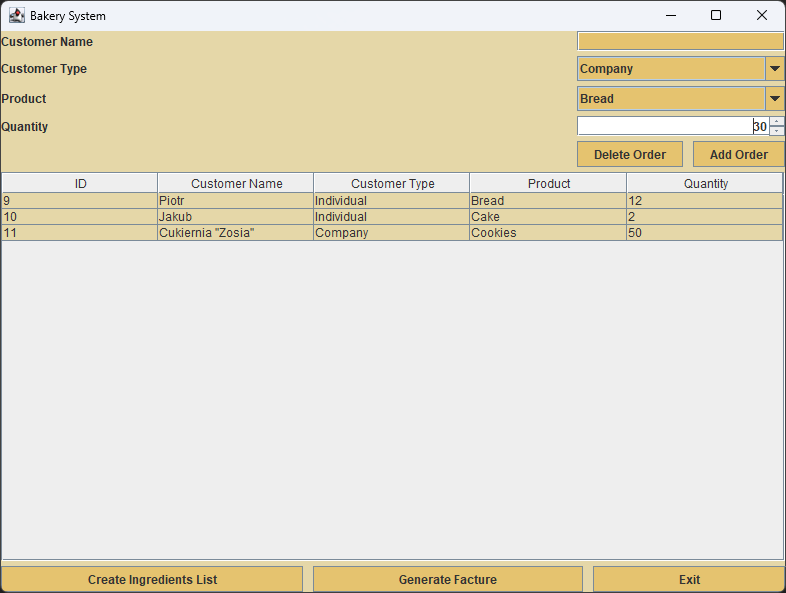 Bakery System
Customer Name
Customer Type Company
Product Bread
Quantity 30
Delete Order Add Order
ID Customer Name Customer Type Product Quantity
9 Piotr Individual Bread 12
10 Jakub Individual Cake 2
11 Cukiernia "Zosia" Company Cookies 50
Create Ingredients List Generate Facture Exit